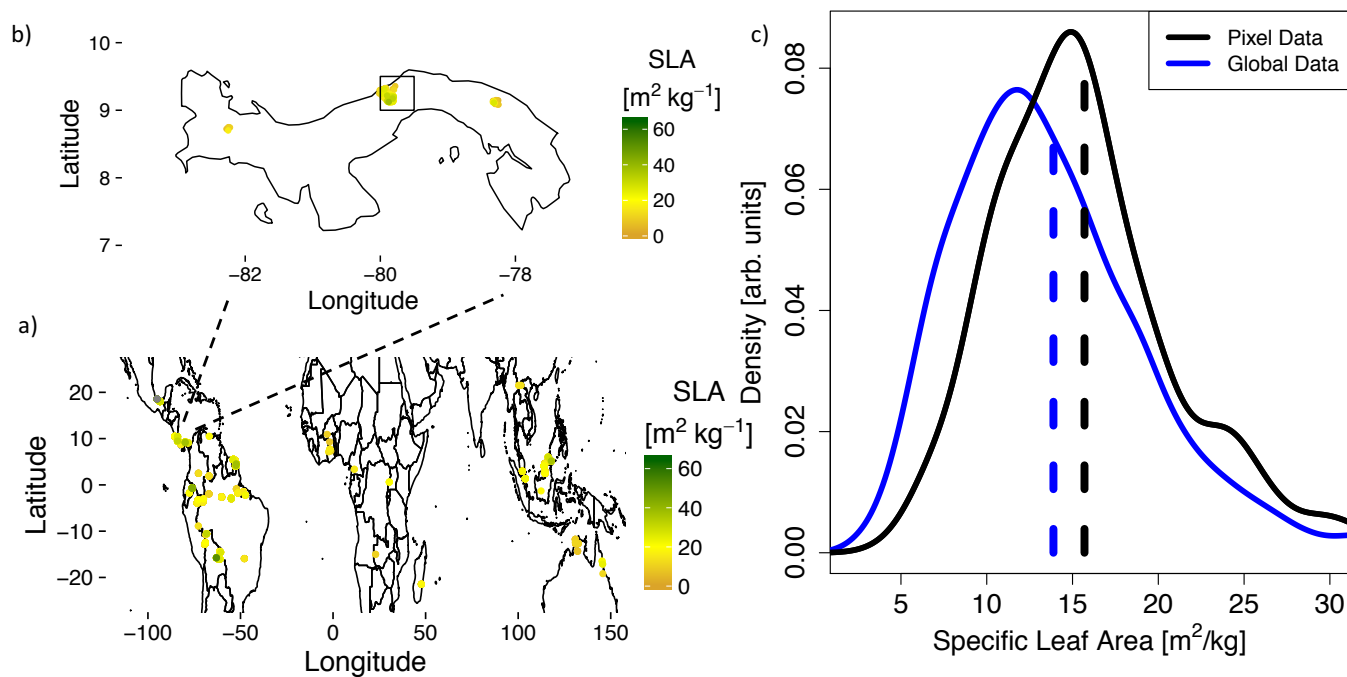 b)
10
9
8
7
Latitude
−82
−80
−78
Longitude
SLA
[m² kg⁻¹]
60
40
20
0
a)
20
10
0
−10
−20
Latitude
−100
−50
0
50
100
150
Longitude
SLA
[m² kg⁻¹]
60
40
20
0
c)
Pixel Data
Global Data
0.08
0.06
0.04
0.02
0.00
Density [arb. units]
5
10
15
20
25
30
Specific Leaf Area [m²/kg]